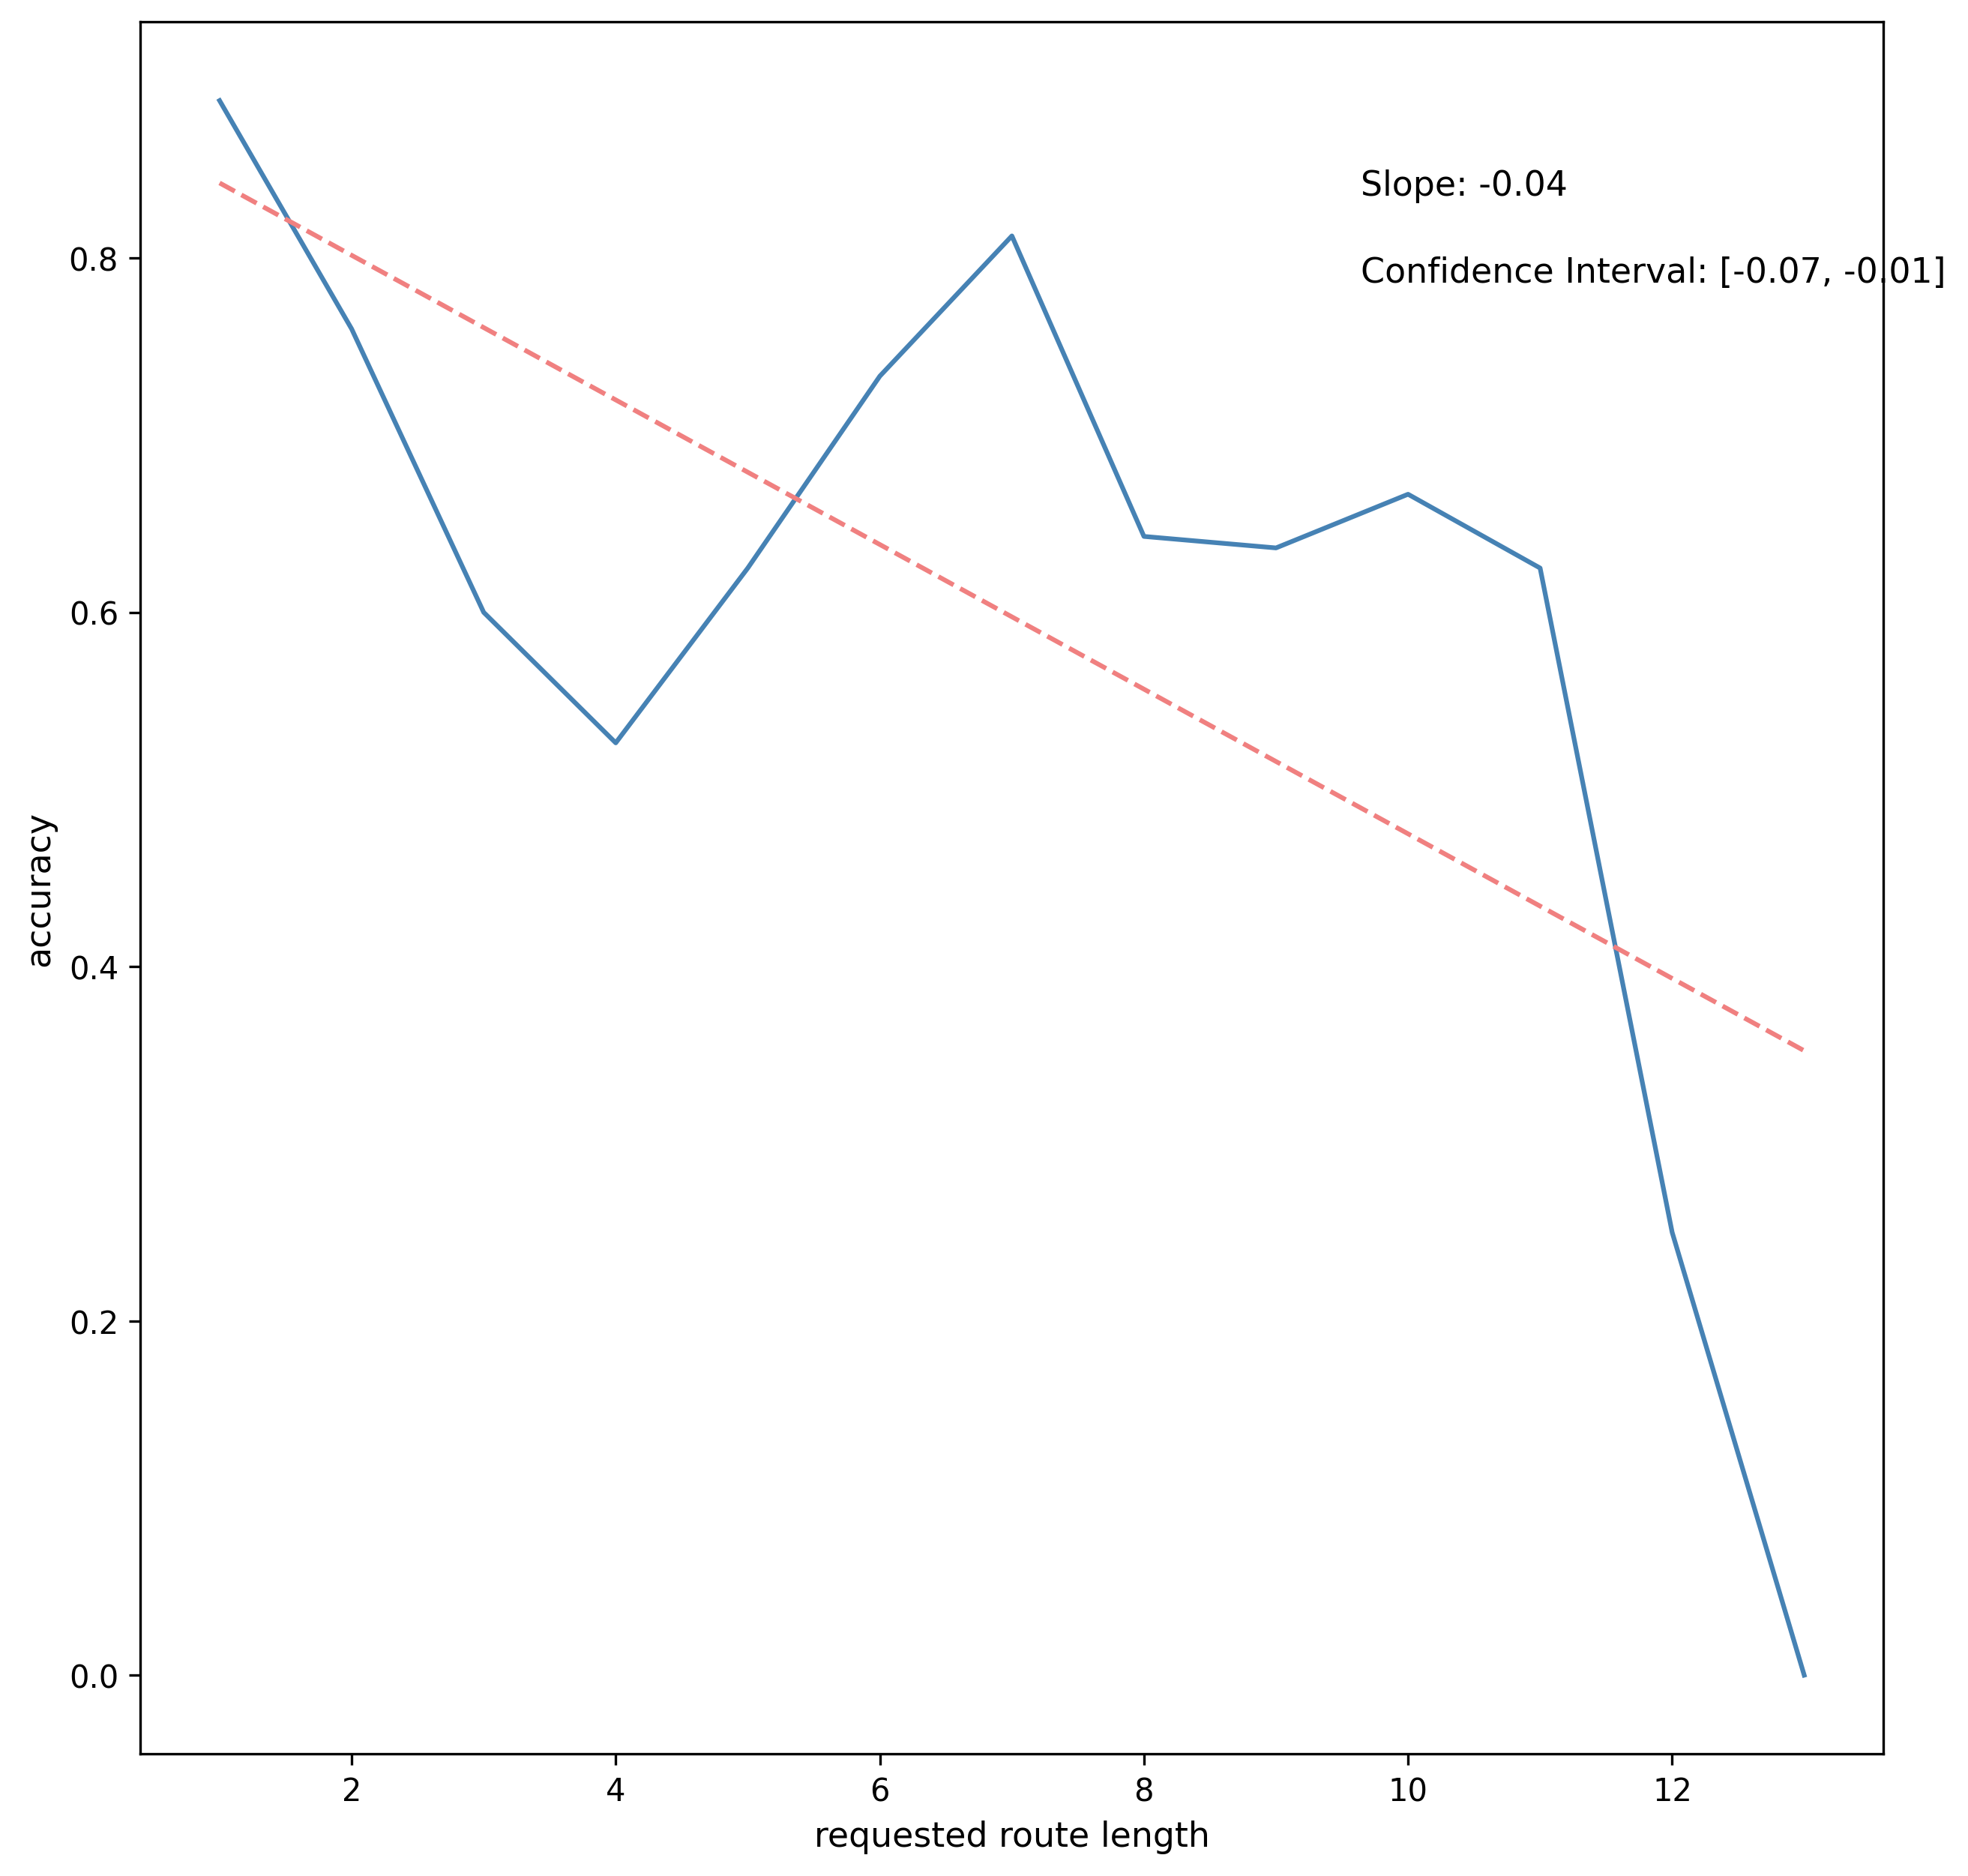 Slope: -0.04
Confidence Interval: [-0.07, -0.01]
0.8
0.6
0.4
0.2
0.0
accuracy
2 4 6 8 10 12
requested route length